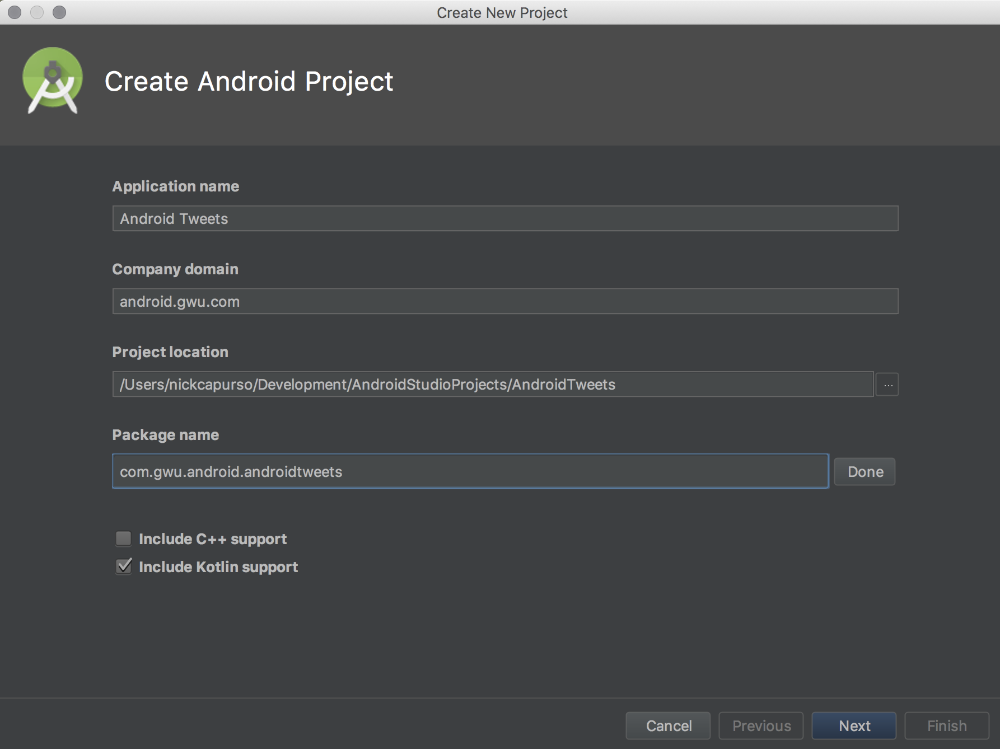 Create New Project
Create Android Project
Application name
Android Tweets
Company domain
android.gwu.com
Project location
/Users/nickcapurso/Development/AndroidStudioProjects/AndroidTweets ...
Package name
com.gwu.android.androidtweets Done
Include C++ support
Include Kotlin support
Cancel Previous Next Finish